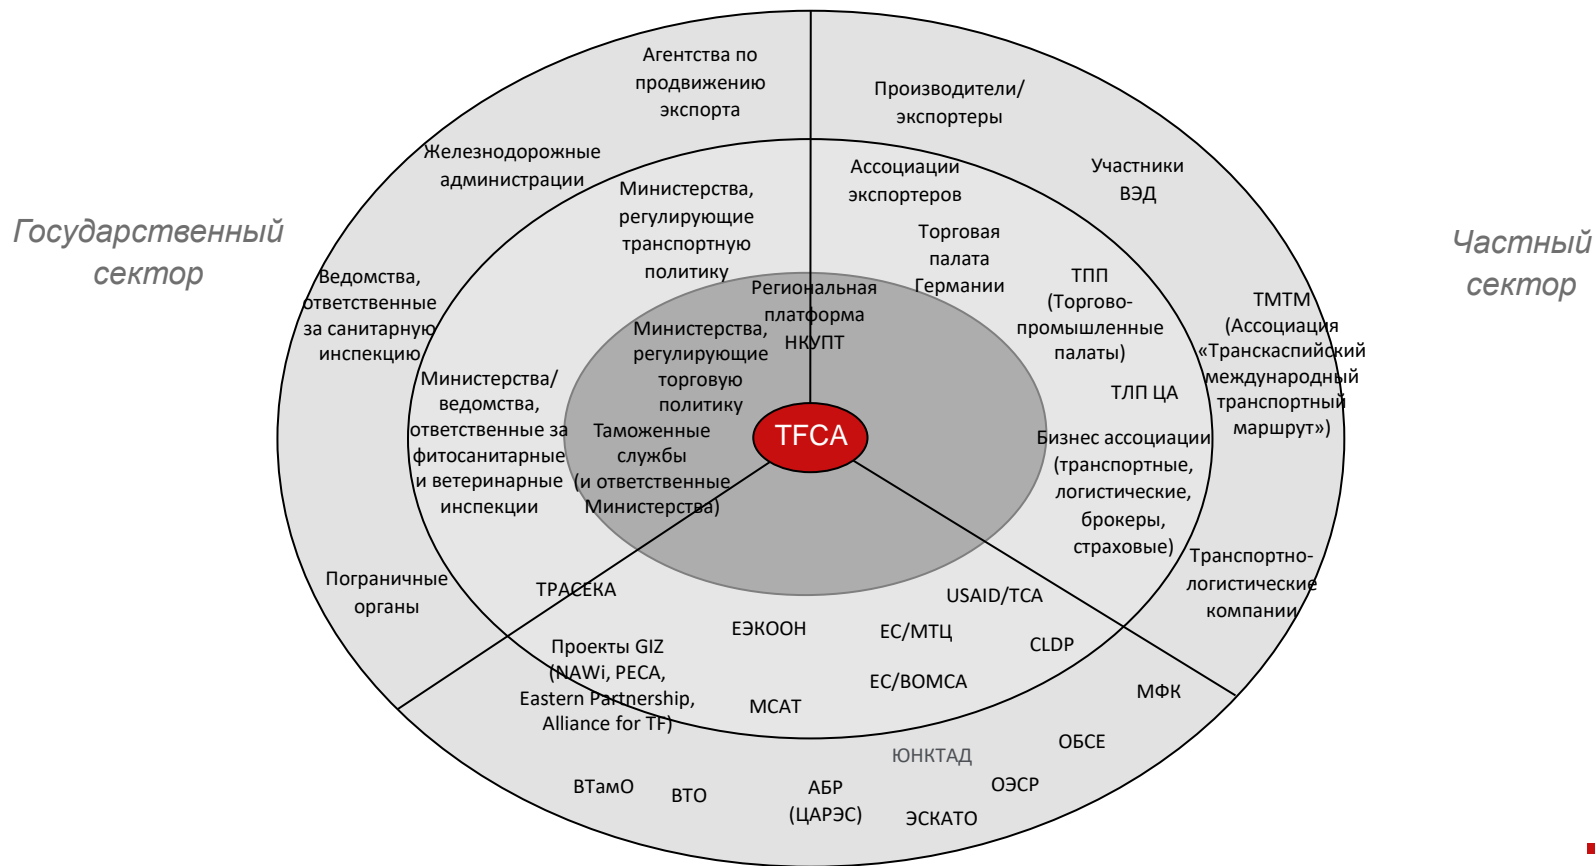 Государственный
сектор
Частный
сектор
Агентства по
продвижению
экспорта
Железнодорожные
администрации
Ведомства,
ответственные
за санитарную
инспекцию
Пограничные
органы
Министерства,
регулирующие
транспортную
политику
Министерства/
ведомства,
ответственные за
фитосанитарные
и ветеринарные
инспекции
Региональная
платформа
НКУПТ
Министерства,
регулирующие
торговую
политику
Таможенные
службы
(и ответственные
Министерства)
TFCA
Производители/
экспортеры
Участники
ВЭД
ТМТМ
(Ассоциация
«Транскаспийский
международный
транспортный
маршрут»)
Транспортно-
логистические
компании
Ассоциации
экспортеров
Торговая
палата
Германии
ТПП
(Торгово-
промышленные
палаты)
ТЛП ЦА
Бизнес ассоциации
(транспортные,
логистические,
брокеры,
страховые)
ТРАСЕКА
Проекты GIZ
(NAWi, PECA,
Eastern Partnership,
Alliance for TF)
ЕЭКООН
МСАТ
USAID/TCA
ЕС/МТЦ
CLDP
ЕС/BOMCA
МФК
ОБСЕ
ЮНКТАД
ОЭСР
ЭСКАТО
АБР
(ЦАРЭС)
ВТО
ВТамО